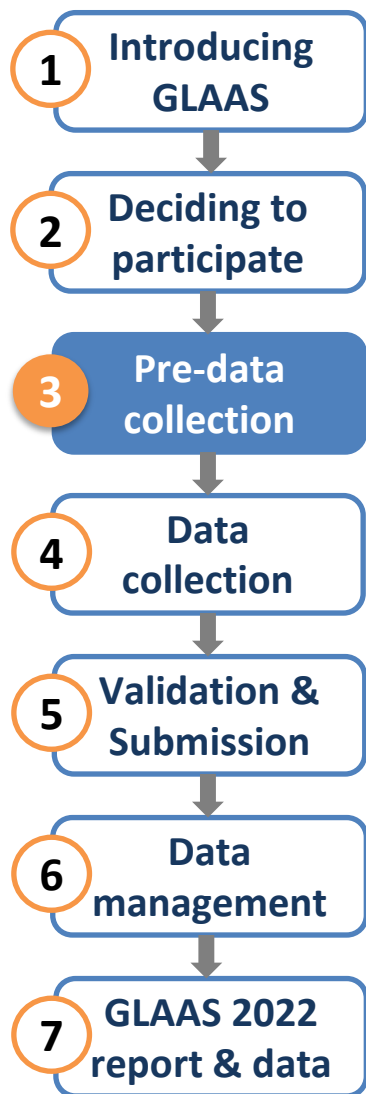 1
Introducing
GLAAS
2
Deciding to
participate
3
Pre-data
collection
4
Data
collection
5
Validation &
Submission
6
Data
management
7
GLAAS 2022
report & data